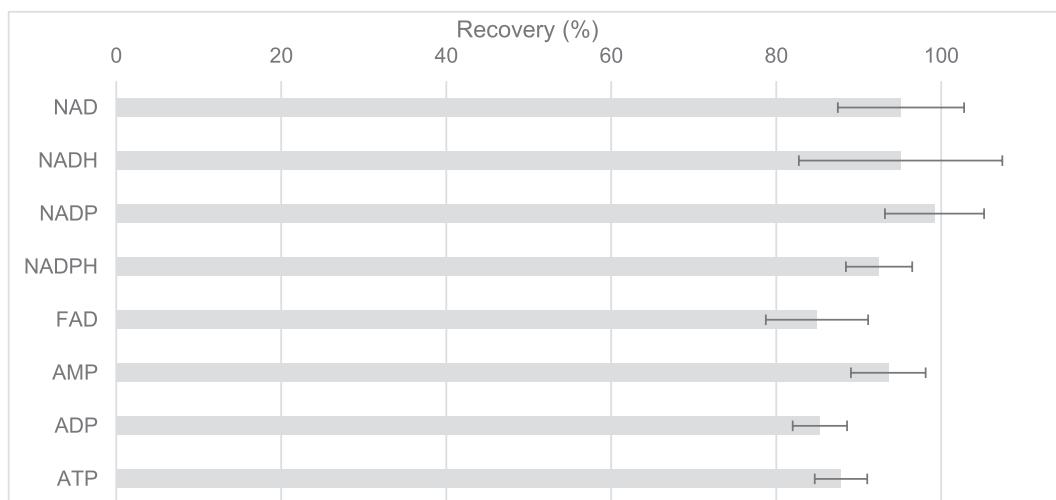 Recovery (%)
0 20 40 60 80 100
NAD
NADH
NADP
NADPH
FAD
AMP
ADP
ATP